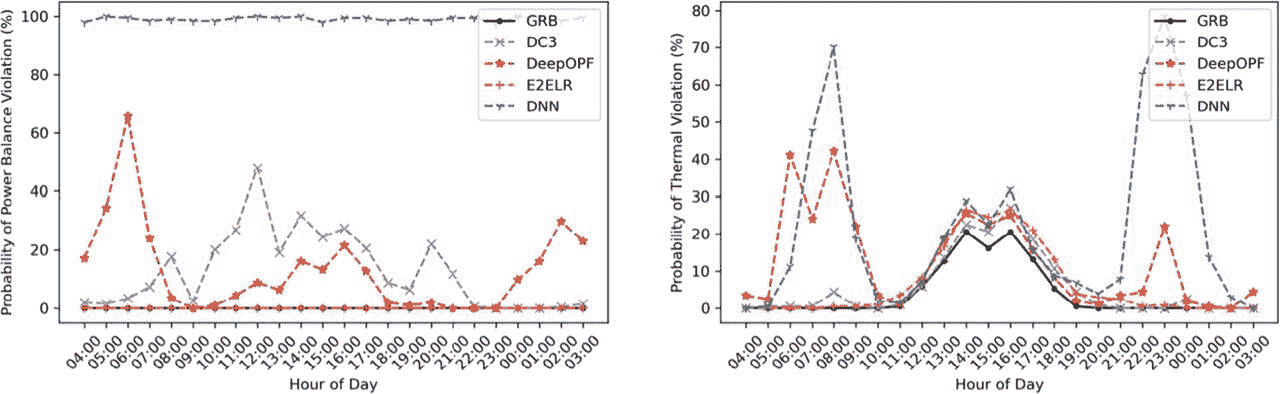 Probability of Power Balance Violation (%)
100
80
60
40
20
0
GRB
DC3
DeepOPF
E2ELR
DNN
04:00 05:00 06:00 07:00 08:00 09:00 10:00 11:00 12:00 13:00 14:00 15:00 16:00 17:00 18:00 19:00 20:00 21:00 22:00 23:00 00:00 01:00 02:00 03:00
Hour of Day
Probability of Thermal Violation (%)
80
70
60
50
40
30
20
10
0
GRB
DC3
DeepOPF
E2ELR
DNN
04:00 05:00 06:00 07:00 08:00 09:00 10:00 11:00 12:00 13:00 14:00 15:00 16:00 17:00 18:00 19:00 20:00 21:00 22:00 23:00 00:00 01:00 02:00 03:00
Hour of Day